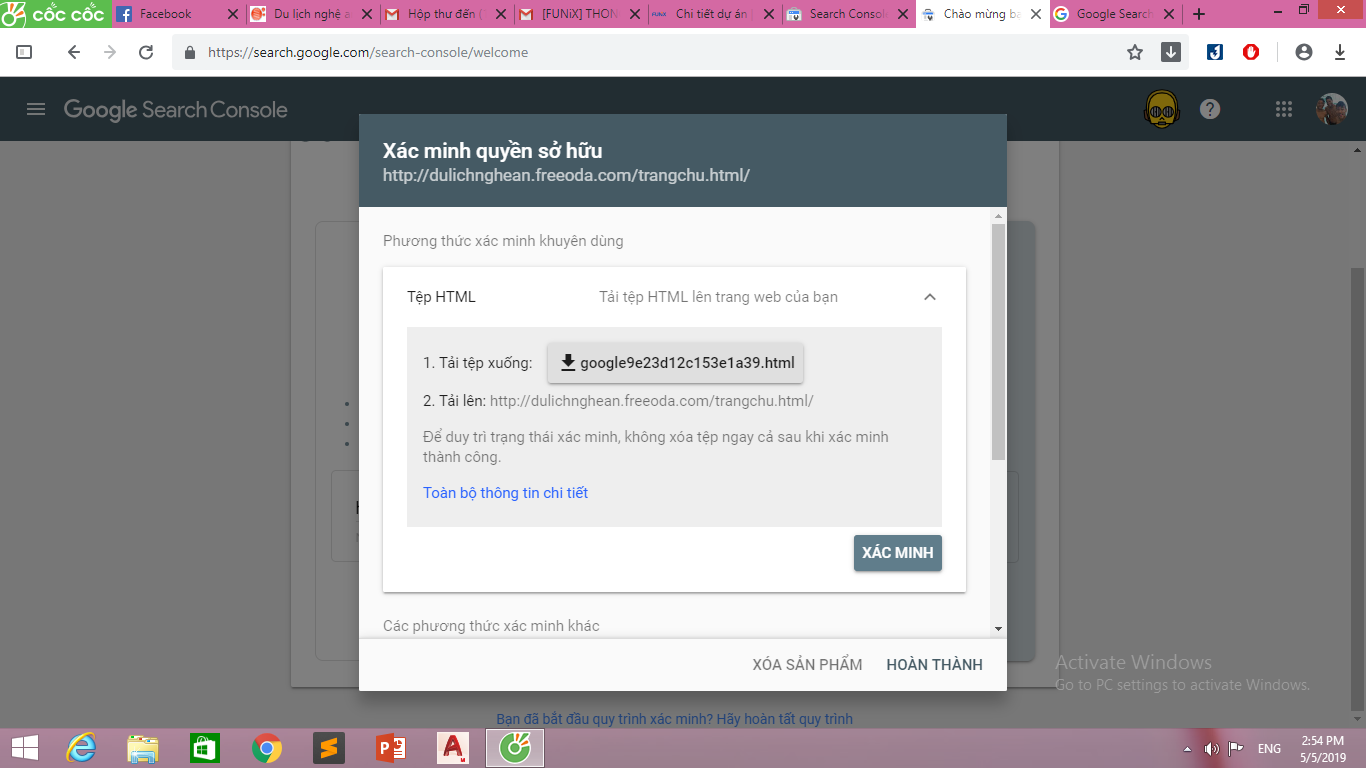 cốc cốc
Facebook
Du lịch nghệ a
Hộp thư đến (
[FUNiX] THON
Chi tiết dự án
Search Consol
Chào mừng b
Google Search
https://search.google.com/search-console/welcome
Google Search Console
Xác minh quyền sở hữu
http://dulichnghean.freeoda.com/trangchu.html/
Phương thức xác minh khuyên dùng
Tệp HTML
Tải tệp HTML lên trang web của bạn
1. Tải tệp xuống:
google9e23d12c153e1a39.html
2. Tải lên: http://dulichnghean.freeoda.com/trangchu.html/
Để duy trì trạng thái xác minh, không xóa tệp ngay cả sau khi xác minh
thành công.
Toàn bộ thông tin chi tiết
XÁC MINH
Các phương thức xác minh khác
XÓA SẢN PHẨM
HOÀN THÀNH
Activate Windows
Go to PC settings to activate Windows.
Bạn đã bắt đầu quy trình xác minh? Hãy hoàn tất quy trình
ENG
2:54 PM
5/5/2019